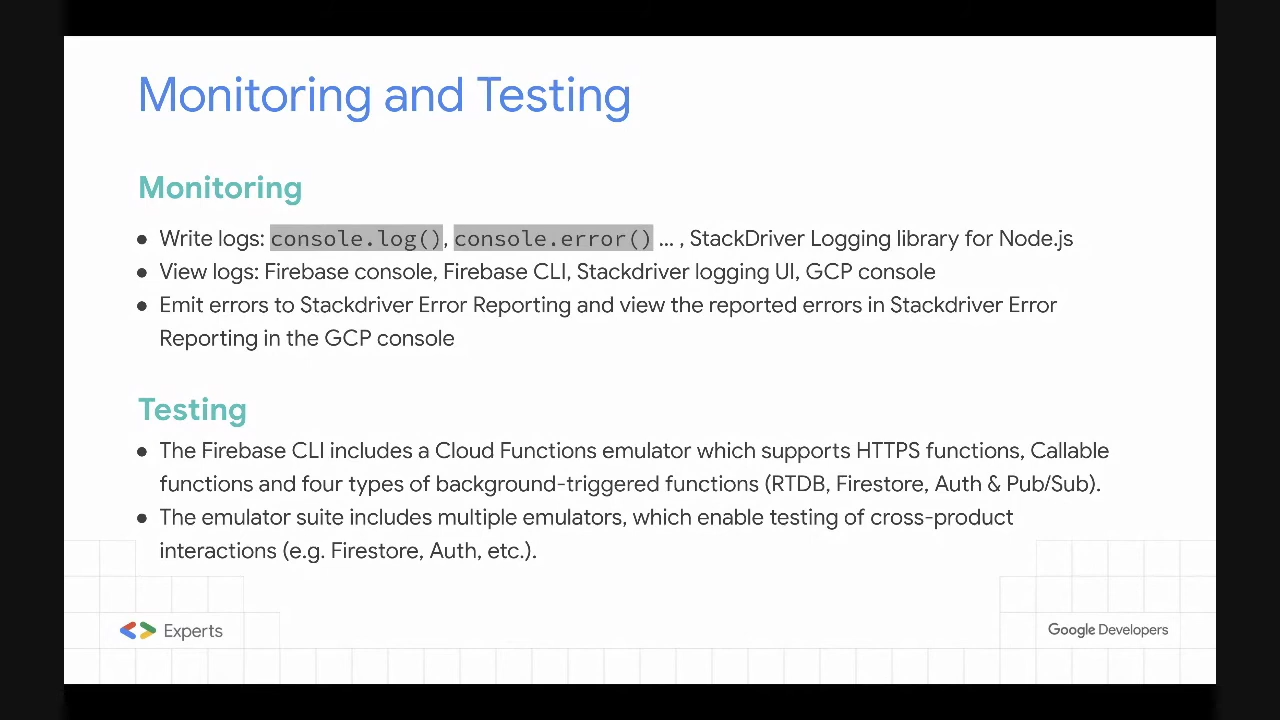 Monitoring and Testing
Monitoring
● Write logs: console.log(), console.error() ... , StackDriver Logging library for Node.js
● View logs: Firebase console, Firebase CLI, Stackdriver logging UI, GCP console
● Emit errors to Stackdriver Error Reporting and view the reported errors in Stackdriver Error
Reporting in the GCP console
Testing
● The Firebase CLI includes a Cloud Functions emulator which supports HTTPS functions, Callable
functions and four types of background-triggered functions (RTDB, Firestore, Auth & Pub/Sub).
● The emulator suite includes multiple emulators, which enable testing of cross-product
interactions (e.g. Firestore, Auth, etc.).
Experts
Google Developers